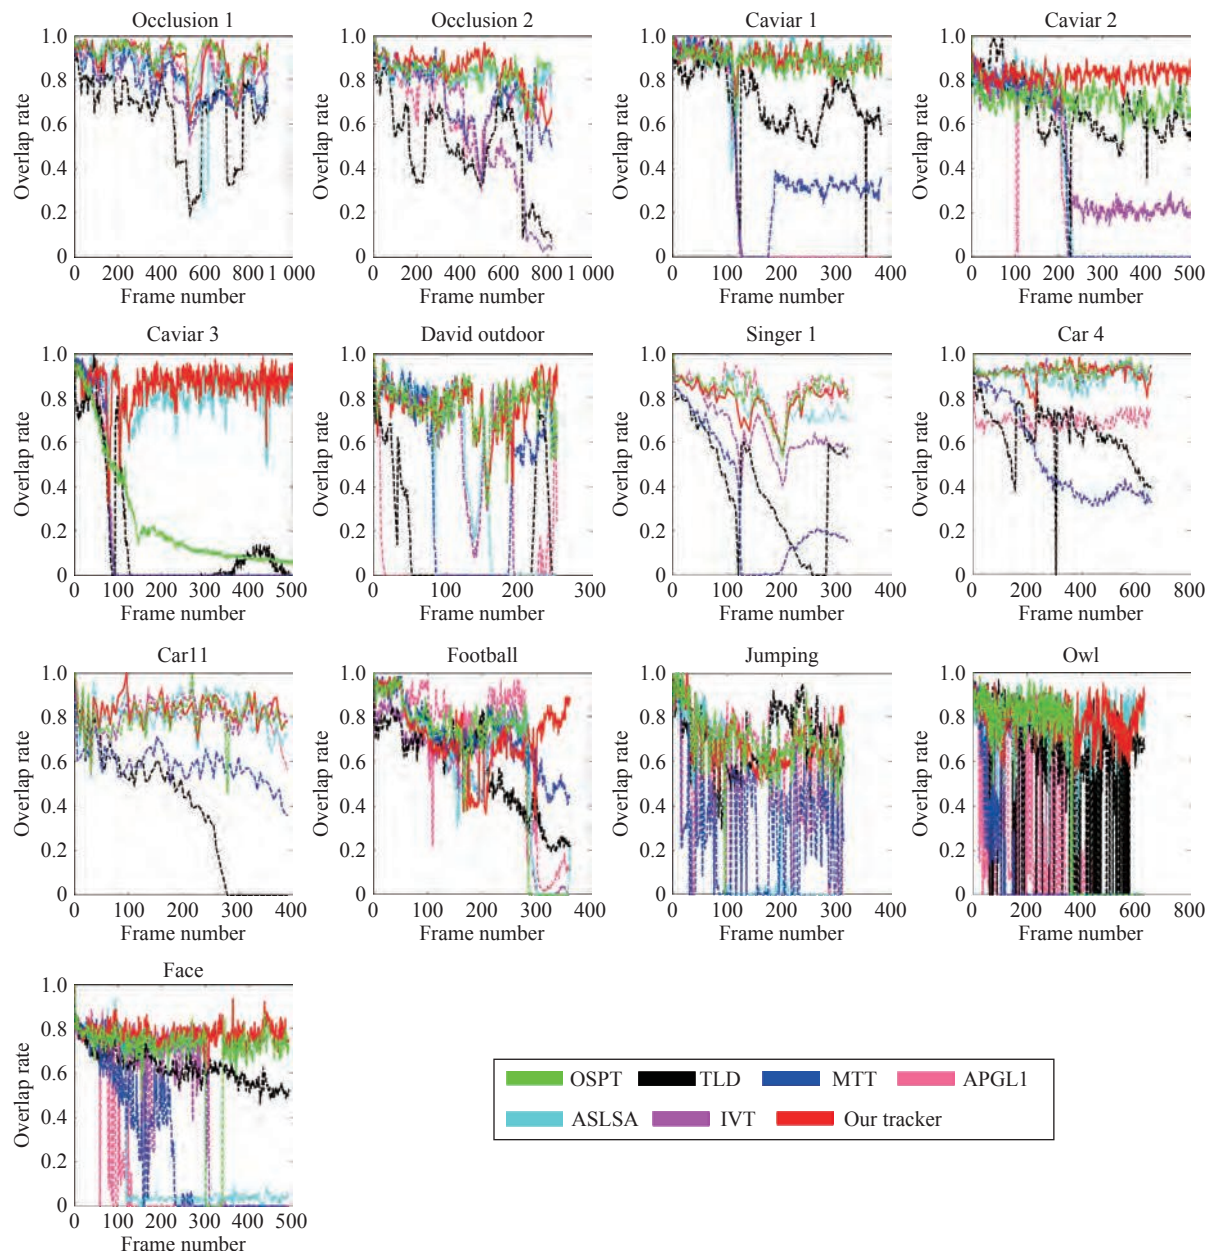 Occlusion 1
Occlusion 2
Caviar 1
Caviar 2
1.0
0.8
0.6
0.4
0.2
0
Overlap rate
0 200 400 600 800 1 000
Frame number
1.0
0.8
0.6
0.4
0.2
0
Overlap rate
0 200 400 600 800 1 000
Frame number
1.0
0.8
0.6
0.4
0.2
0
Overlap rate
0 100 200 300 400
Frame number
1.0
0.8
0.6
0.4
0.2
0
Overlap rate
0 100 200 300 400 500
Frame number
Caviar 3
David outdoor
Singer 1
Car 4
1.0
0.8
0.6
0.4
0.2
0
Overlap rate
0 100 200 300 400 500
Frame number
1.0
0.8
0.6
0.4
0.2
0
Overlap rate
0 100 200 300
Frame number
1.0
0.8
0.6
0.4
0.2
0
Overlap rate
0 100 200 300 400
Frame number
1.0
0.8
0.6
0.4
0.2
0
Overlap rate
0 200 400 600 800
Frame number
Car11
Football
Jumping
Owl
1.0
0.8
0.6
0.4
0.2
0
Overlap rate
0 100 200 300 400
Frame number
1.0
0.8
0.6
0.4
0.2
0
Overlap rate
0 100 200 300 400
Frame number
1.0
0.8
0.6
0.4
0.2
0
Overlap rate
0 100 200 300 400
Frame number
1.0
0.8
0.6
0.4
0.2
0
Overlap rate
0 200 400 600 800
Frame number
Face
1.0
0.8
0.6
0.4
0.2
0
Overlap rate
0 100 200 300 400 500
Frame number
OSPT TLD MTT APGL1
ASLSA IVT Our tracker